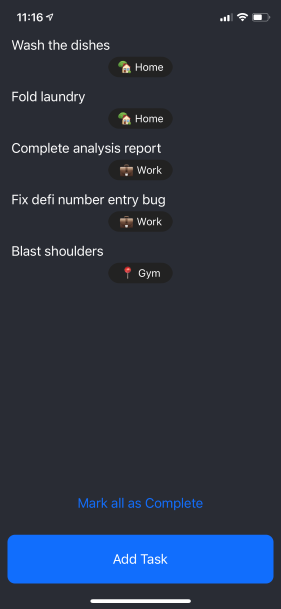 11:16
Wash the dishes
Home
Fold laundry
Home
Complete analysis report
Work
Fix defi number entry bug
Work
Blast shoulders
Gym
Mark all as Complete
Add Task